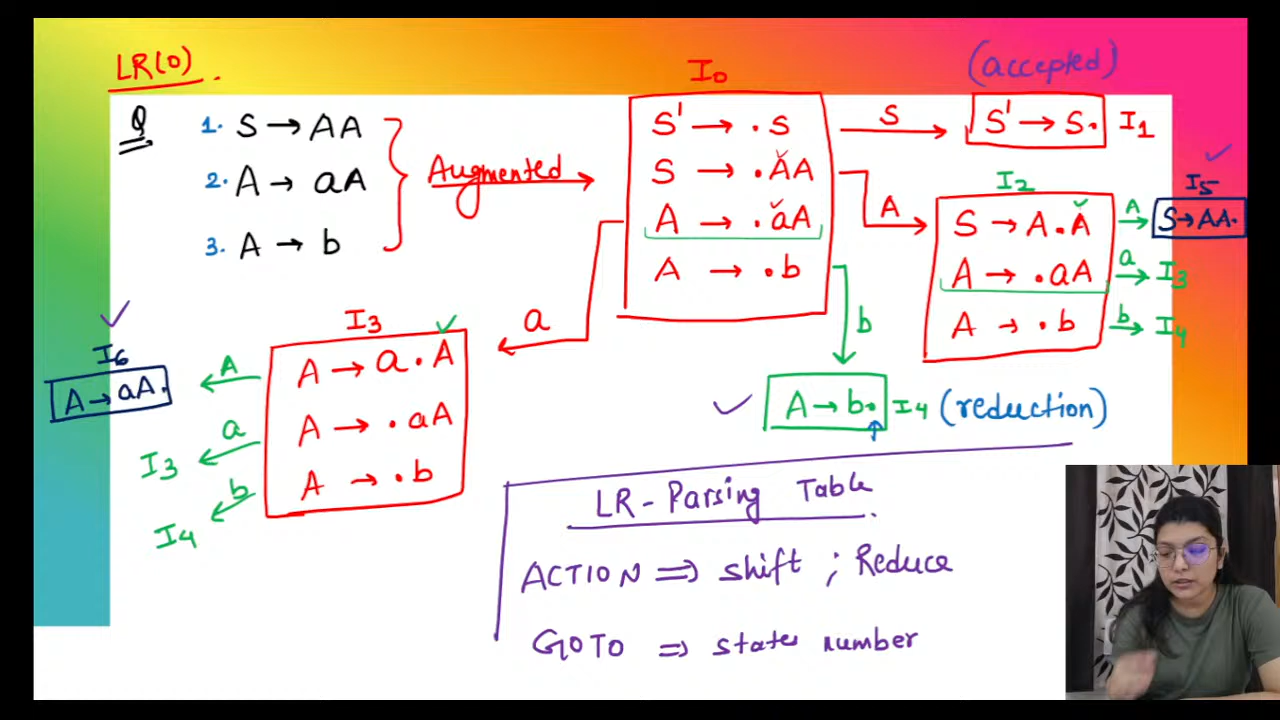 LR(0)
Q
1. S → AA
2. A → aA
3. A → b
Augmented
I0
S' → .S
S → .AA
A → .aA
A → .b
S
(accepted)
S' → S. I1
A
I2
S → A.A
A → .aA
A → .b
A
I5
S→AA.
a I3
b I4
b
A→b. I4 (reduction)
a
I3
A → a.A
A → .aA
A → .b
A
I6
A→aA.
a
I3
b
I4
LR-Parsing Table
ACTION ⇒ shift ; Reduce
GOTO ⇒ states number